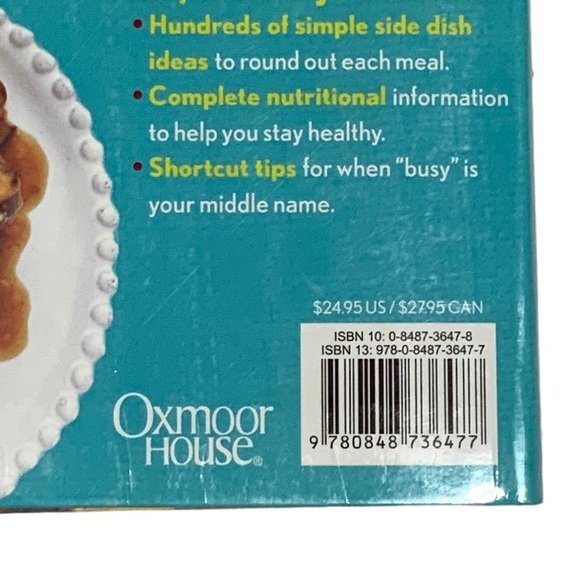 • Hundreds of simple side dish
ideas to round out each meal.
• Complete nutritional information
to help you stay healthy.
• Shortcut tips for when “busy” is
your middle name.
$24.95 US / $27.95 CAN
ISBN 10: 0-8487-3647-8
ISBN 13: 978-0-8487-3647-7
9 780848 736477
Oxmoor
House®